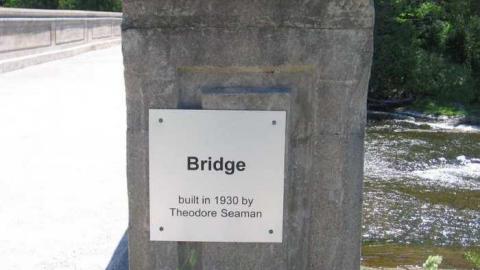 Bridge
built in 1930 by
Theodore Seaman